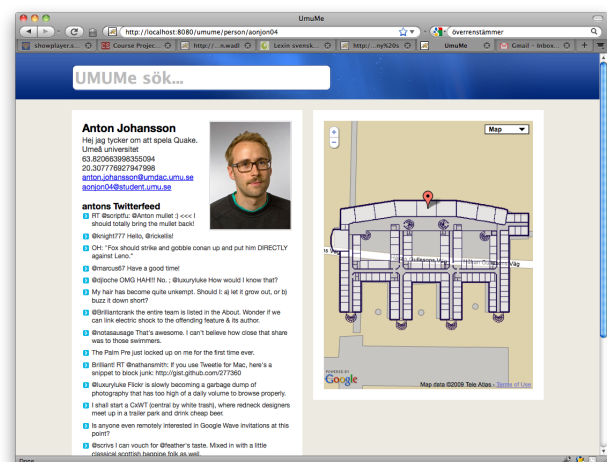 UmuMe
http://localhost:8080/umume/person/aonjon04
överrenstämmer
showplayer.s...
Course Projec...
http://...n.wadl
Lexin svensk...
http://...ny%20s
UmuMe
Gmail - Inbox...
UMUMe sök...
Anton Johansson
Hej jag tycker om att spela Quake.
Umeå universitet
63.820663998355094
20.307776927947998
anton.johansson@umdac.umu.se
aonjon04@student.umu.se
antons Twitterfeed
RT @scriptfu: @Anton mullet :) <<< I
should totally bring the mullet back!
@knight777 Hello, @rickells!
OH: "Fox should strike and gobble conan up and put him DIRECTLY
against Leno."
@marcus67 Have a good time!
@djloche OMG HAH!! No. ; @luxuryluke How would I know that?
My hair has become quite unkempt. Should I: a) let it grow out, or b)
buzz it down short?
@Brilliantcrank the entire team is listed in the About. Wonder if we
can link electric shock to the offending feature & its author.
@notasausage That's awesome. I can't believe how close that share
was to those swimmers.
The Palm Pre just locked up on me for the first time ever.
Brilliant! RT @nathansmith: If you use Tweetie for Mac, here's a
snippet to block junk: http://gist.github.com/277360
@luxuryluke Flickr is slowly becoming a garbage dump of
photography that has too high of a daily volume to browse properly.
I shall start a CxWT (central by white trash), where redneck designers
meet up in a trailer park and drink cheap beer.
Is anyone even remotely interested in Google Wave invitations at this
point?
@scrivs I can vouch for @feather's taste. Mixed in with a little
classical scottish bagpipe folk as well.
Map
Väg
POWERED BY
Google
Map data ©2009 Tele Atlas - Terms of Use
Done